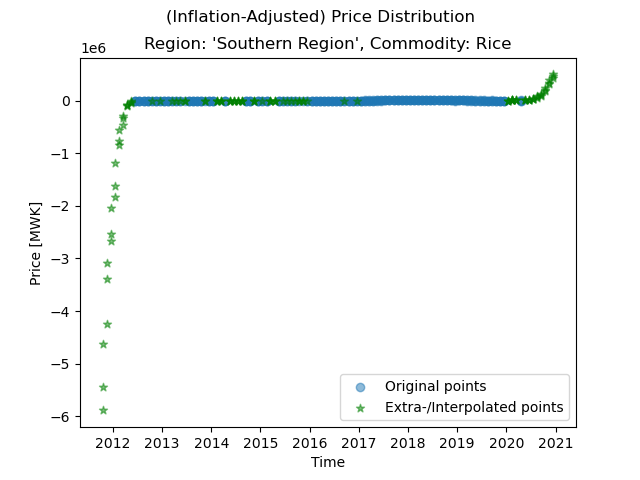 (Inflation-Adjusted) Price Distribution
Region: 'Southern Region', Commodity: Rice
1e6
0
−1
−2
−3
−4
−5
−6
Price [MWK]
Original points
Extra-/Interpolated points
2012 2013 2014 2015 2016 2017 2018 2019 2020 2021
Time